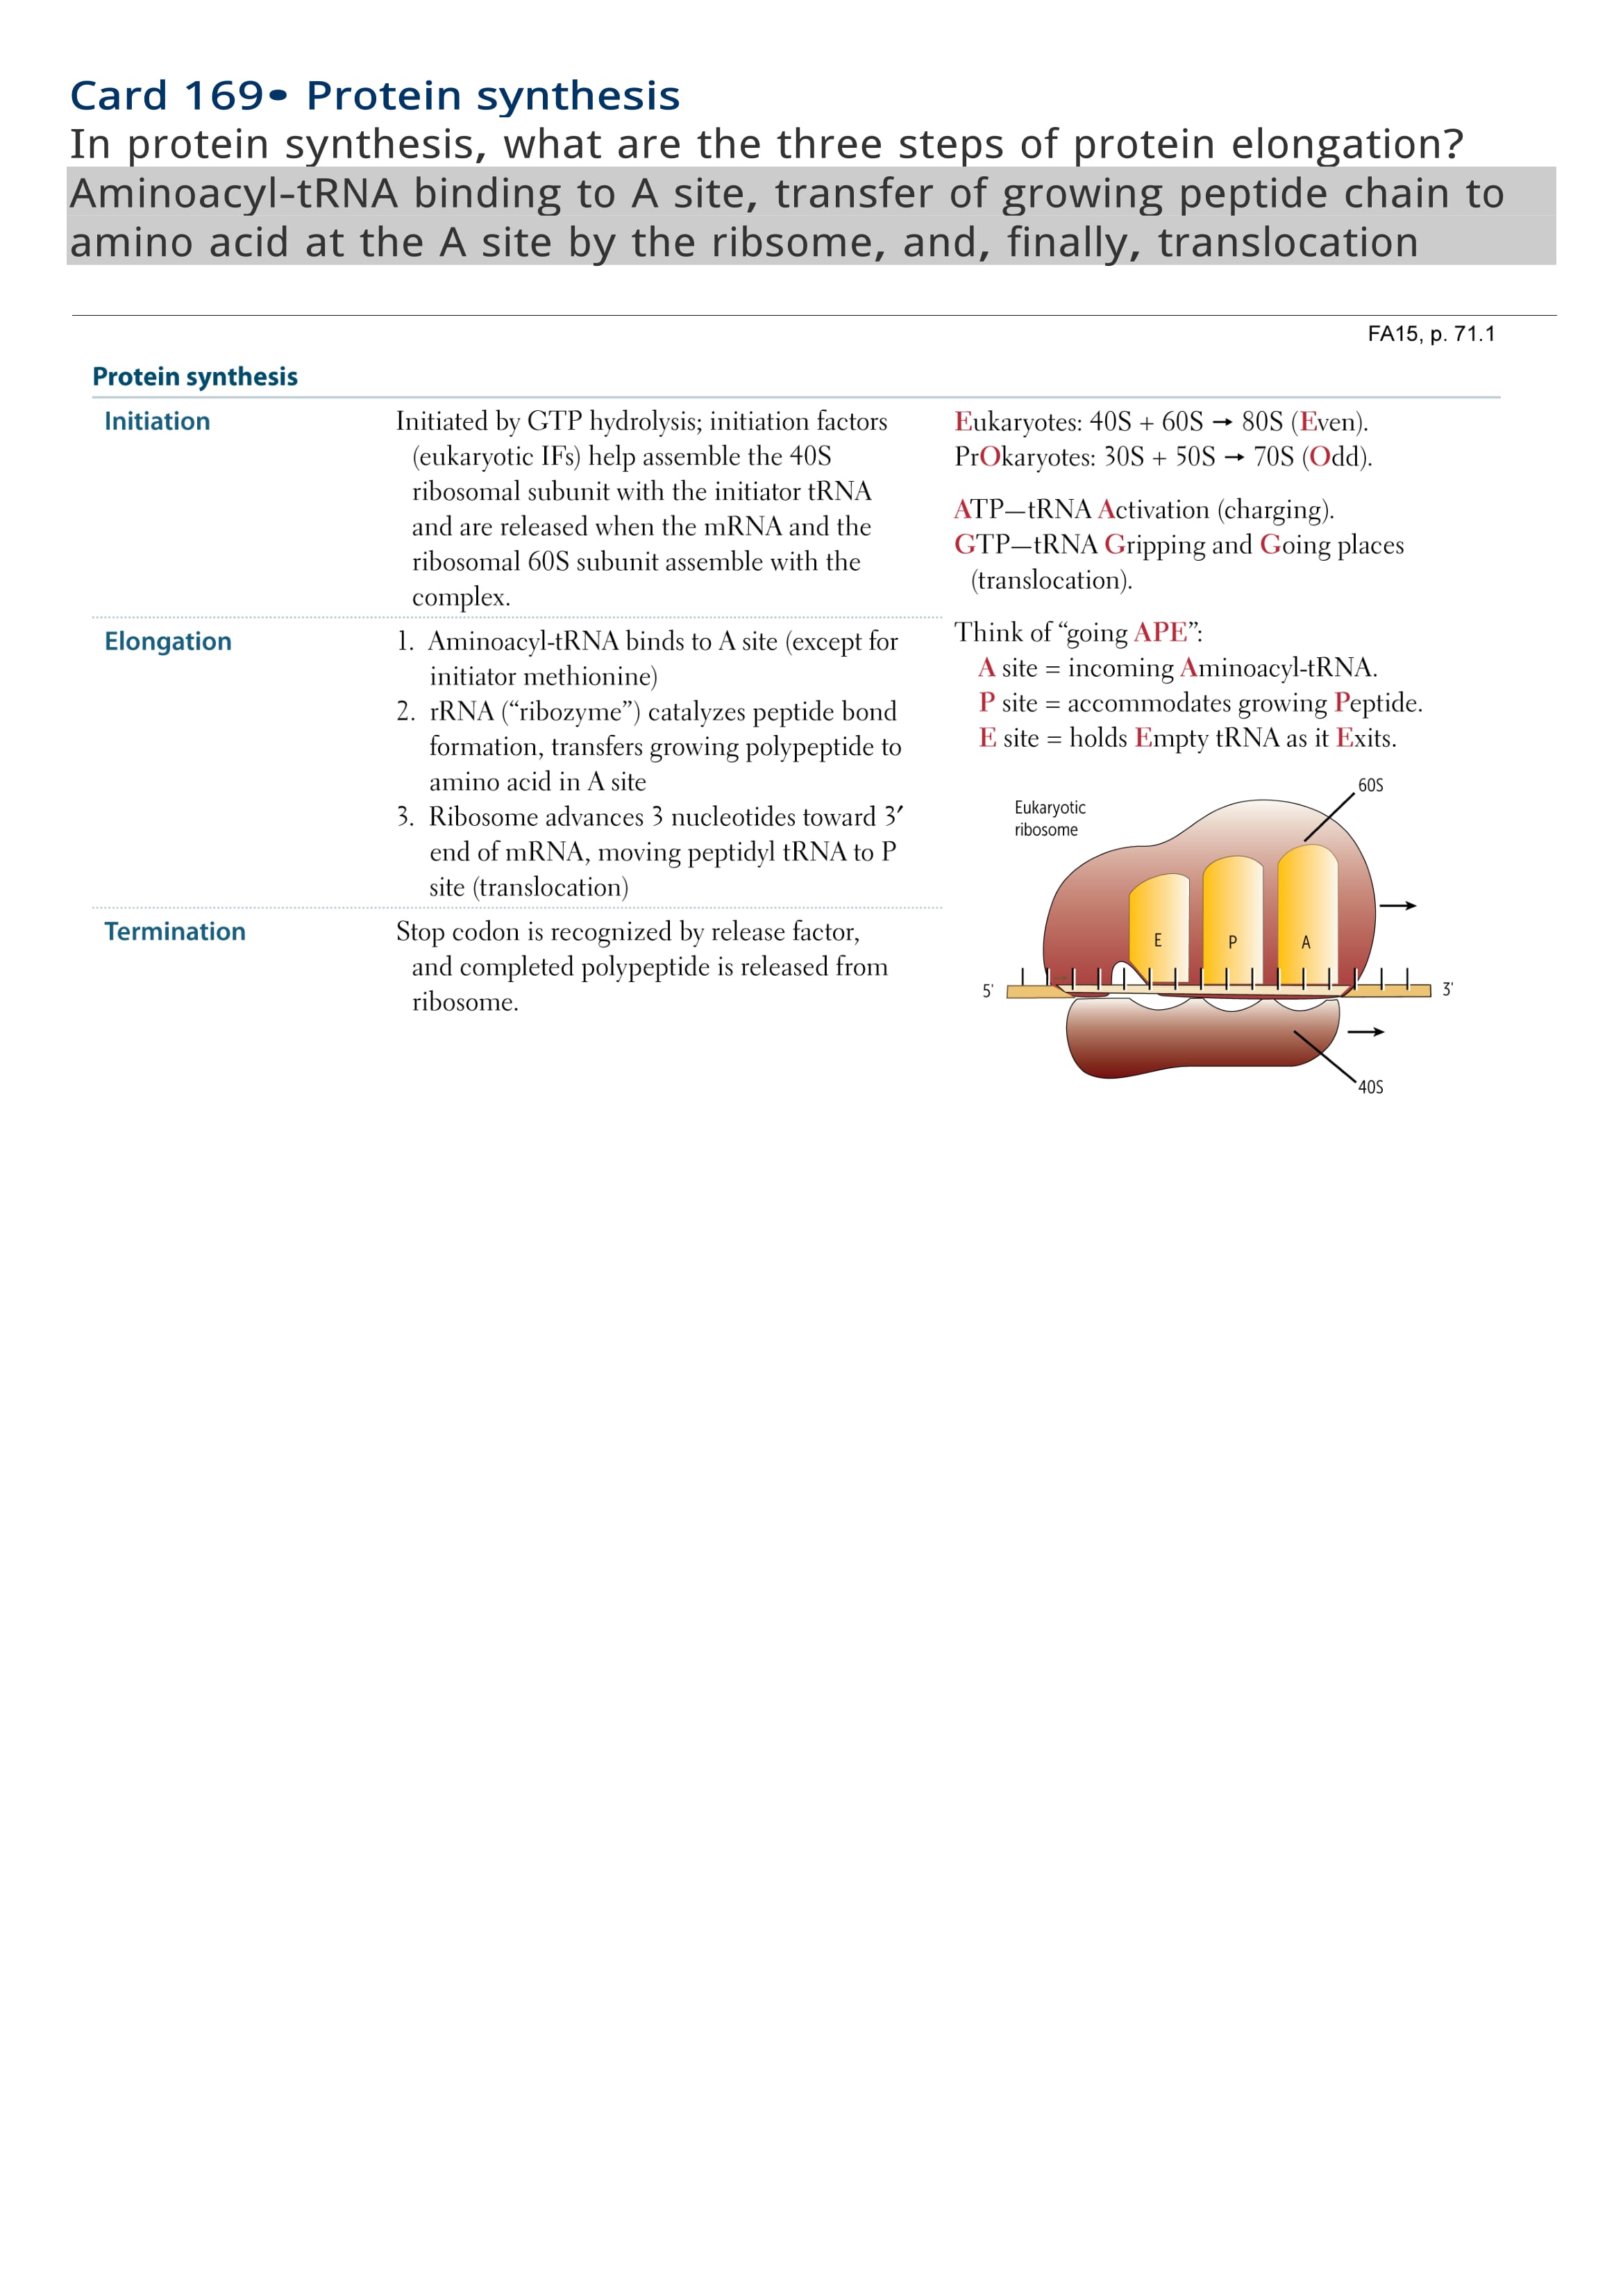 Card 169• Protein synthesis
In protein synthesis, what are the three steps of protein elongation?
Aminoacyl-tRNA binding to A site, transfer of growing peptide chain to
amino acid at the A site by the ribsome, and, finally, translocation
FA15, p. 71.1
Protein synthesis
Initiation
Initiated by GTP hydrolysis; initiation factors
(eukaryotic IFs) help assemble the 40S
ribosomal subunit with the initiator tRNA
and are released when the mRNA and the
ribosomal 60S subunit assemble with the
complex.
Eukaryotes: 40S + 60S → 80S (Even).
PrOkaryotes: 30S + 50S → 70S (Odd).
ATP—tRNA Activation (charging).
GTP—tRNA Gripping and Going places
(translocation).
Elongation
1. Aminoacyl-tRNA binds to A site (except for
initiator methionine)
2. rRNA (“ribozyme”) catalyzes peptide bond
formation, transfers growing polypeptide to
amino acid in A site
3. Ribosome advances 3 nucleotides toward 3′
end of mRNA, moving peptidyl tRNA to P
site (translocation)
Think of “going APE”:
A site = incoming Aminoacyl-tRNA.
P site = accommodates growing Peptide.
E site = holds Empty tRNA as it Exits.
Termination
Stop codon is recognized by release factor,
and completed polypeptide is released from
ribosome.
60S
Eukaryotic
ribosome
E P A
5' 3'
40S